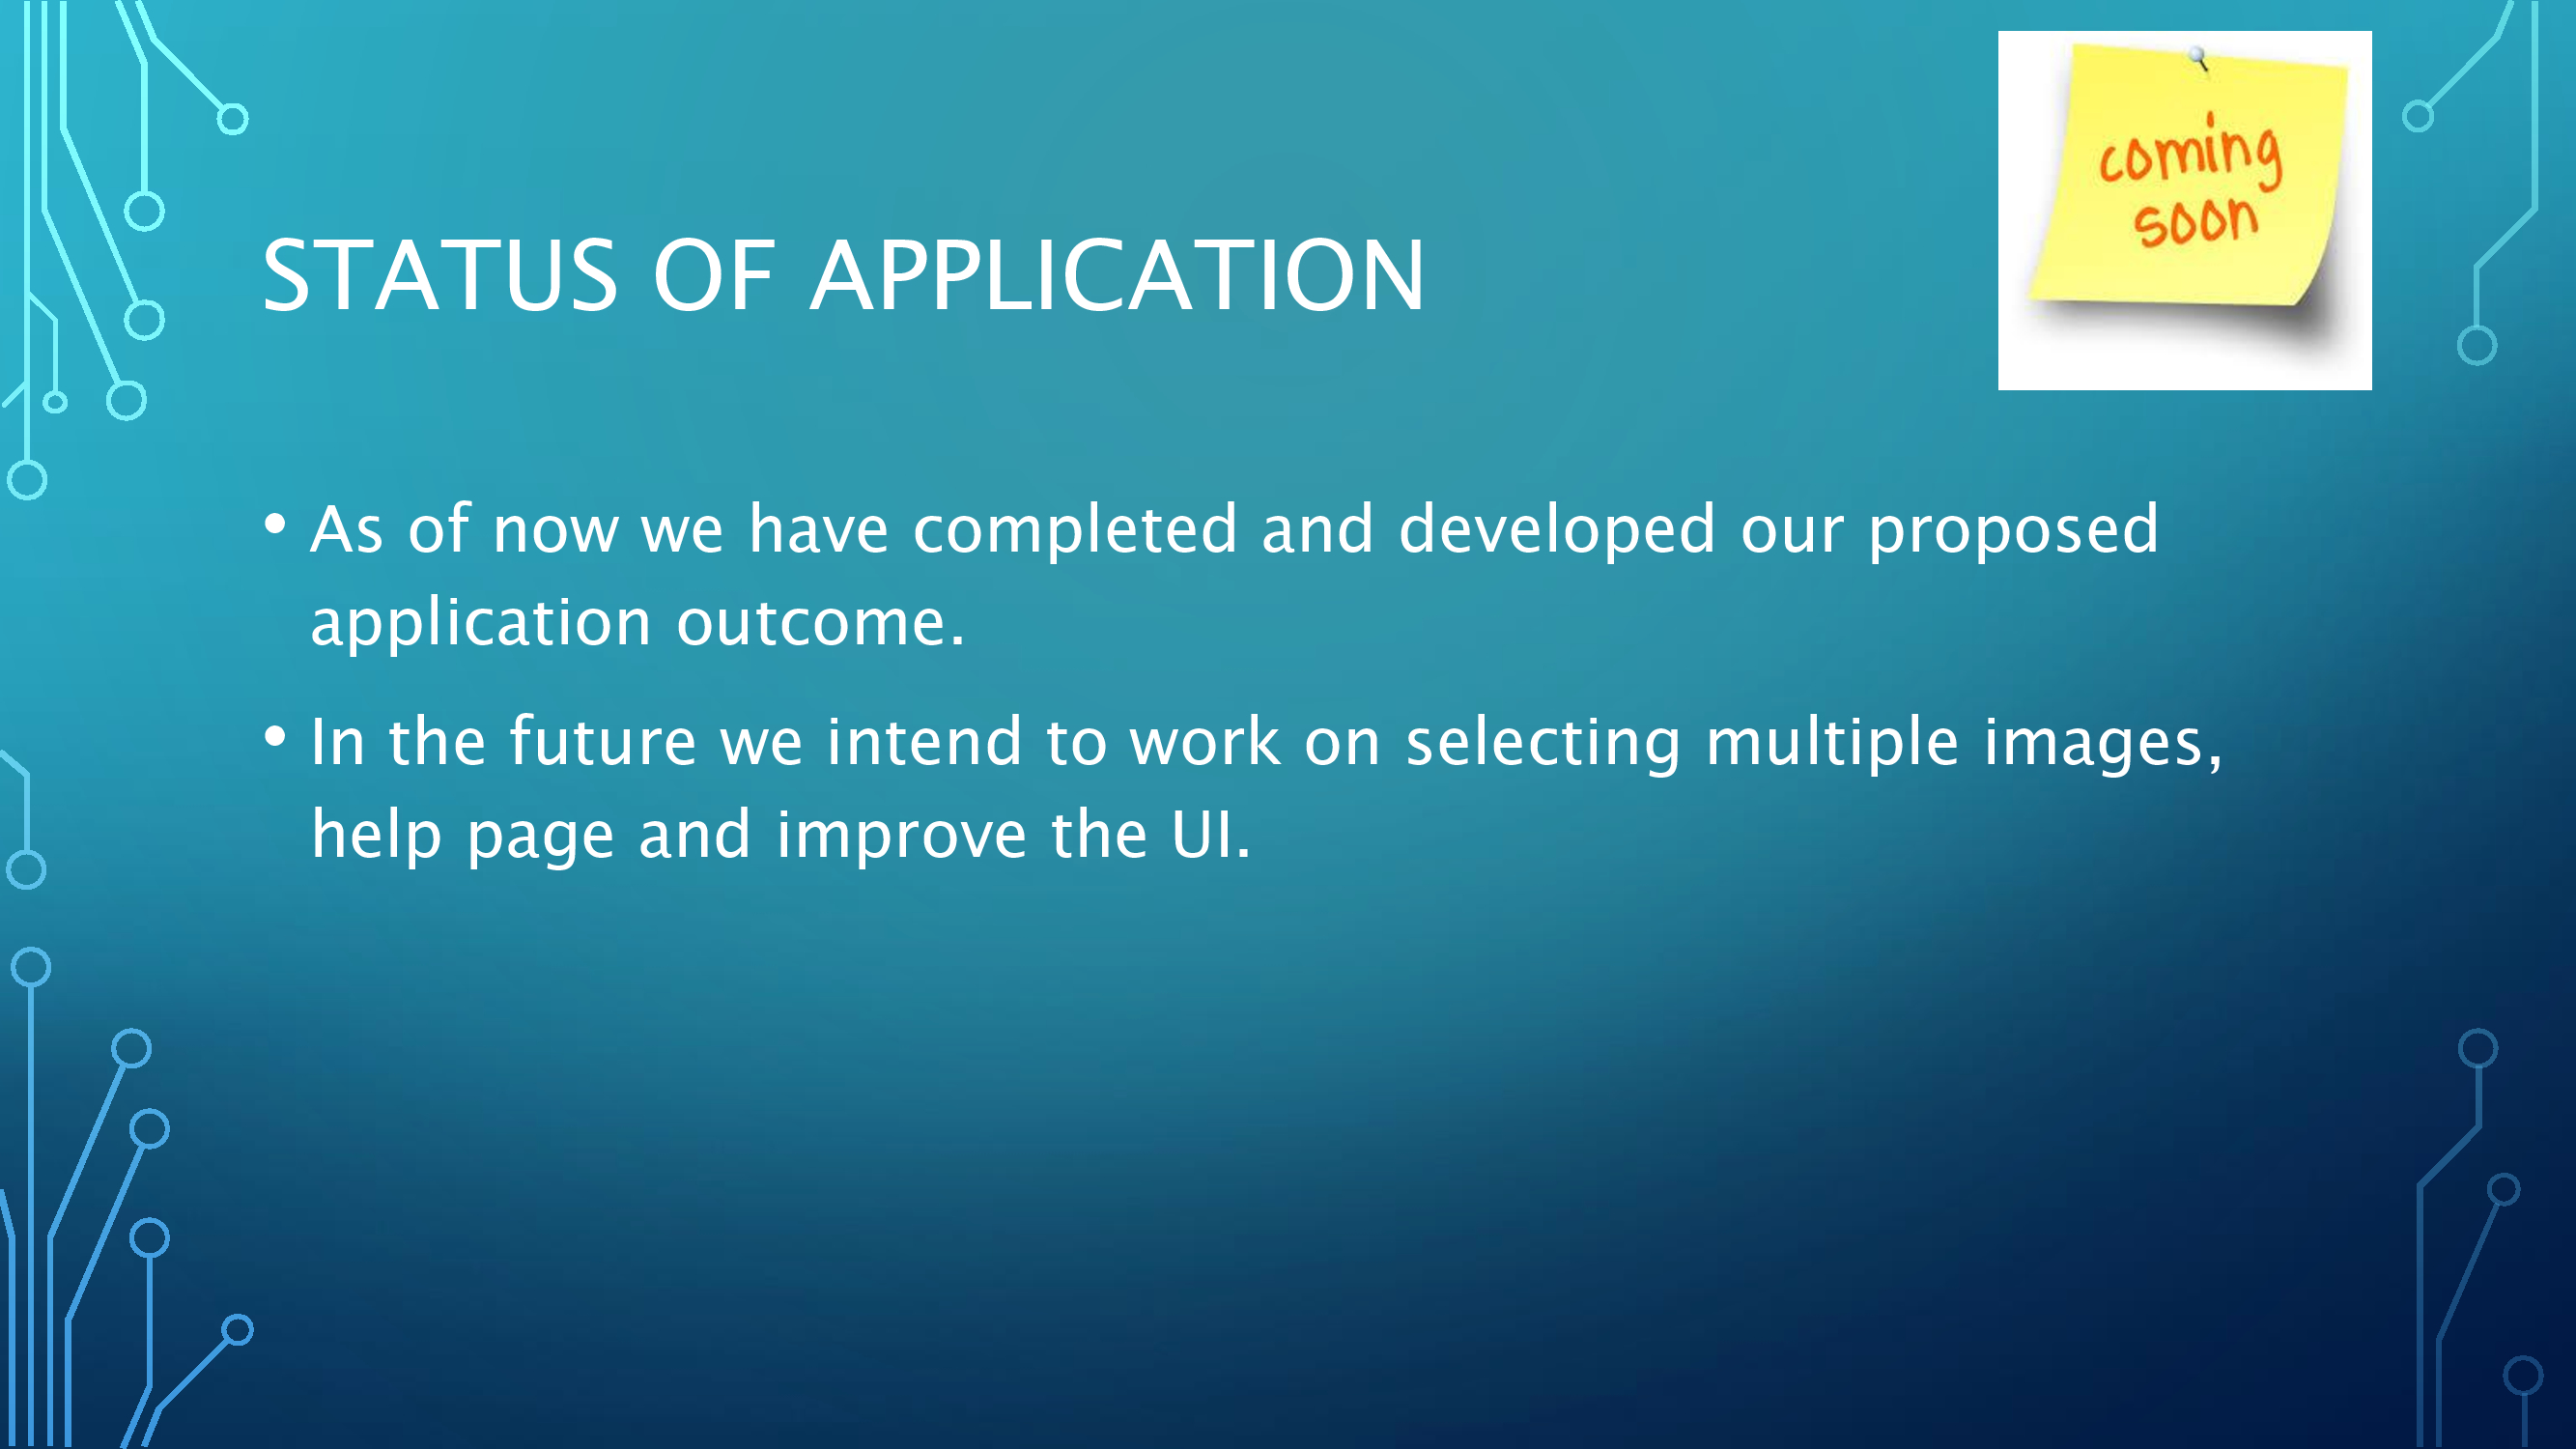 coming
soon
STATUS OF APPLICATION
• As of now we have completed and developed our proposed
application outcome.
• In the future we intend to work on selecting multiple images,
help page and improve the UI.